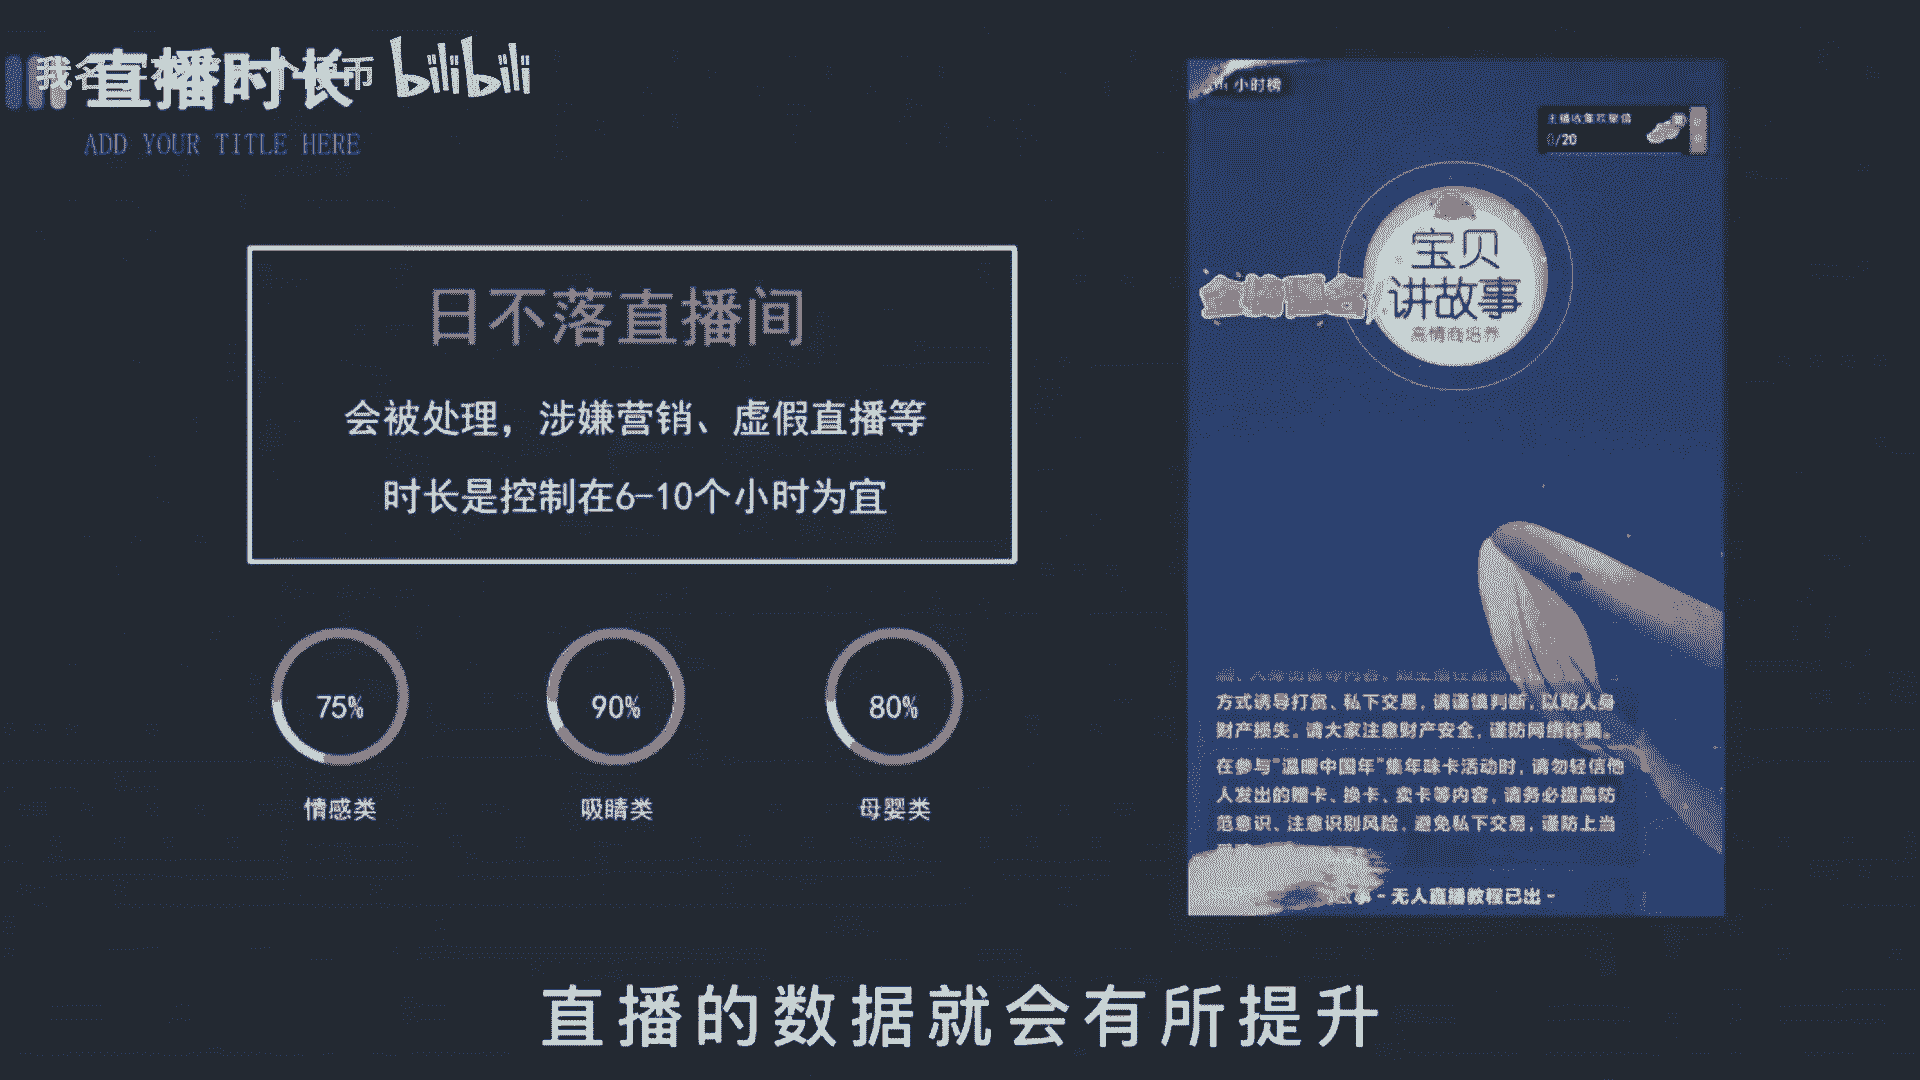 直播时长
bilibili
ADD YOUR TITLE HERE
日不落直播间
会被处理，涉嫌营销、虚假直播等
时长是控制在6-10个小时为宜
75%
90%
80%
情感类
吸睛类
母婴类
小时榜
0/20
宝贝
讲故事
高情商培养
方式诱导打赏、私下交易，请谨慎判断，以防人身
财产损失。请大家注意财产安全，谨防网络诈骗。
在参与“温暖中国年”集年味卡活动时，请勿轻信他
人发出的赠卡、换卡、卖卡等内容，请务必提高防
范意识、注意识别风险，避免私下交易，谨防上当
事 - 无人直播教程已出 -
直播的数据就会有所提升